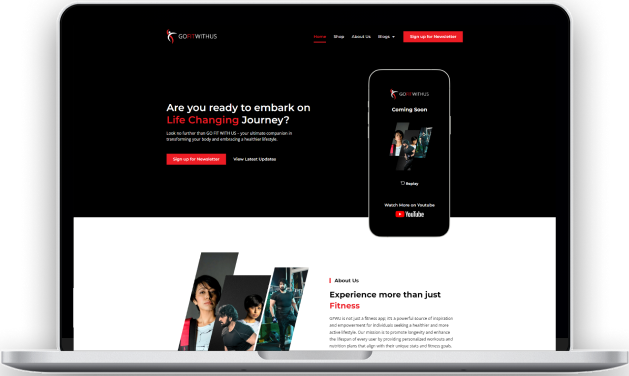 GOFITWITHUS
Home Shop About Us Blogs Sign up for Newsletter
Are you ready to embark on
Life Changing Journey?
Look no further than GO FIT WITH US - your ultimate companion in
transforming your body and embracing a healthier lifestyle.
Sign up for Newsletter View Latest Updates
GOFITWITHUS
Coming Soon
Replay
Watch More on Youtube
YouTube
About Us
Experience more than just
Fitness
GFWU is not just a fitness app; it's a powerful source of inspiration
and empowerment for individuals seeking a healthier and more
active lifestyle. Our mission is to promote longevity and enhance
the lifespan of every user by providing personalized workouts and
nutrition plans that align with their unique tests and fitness goals.